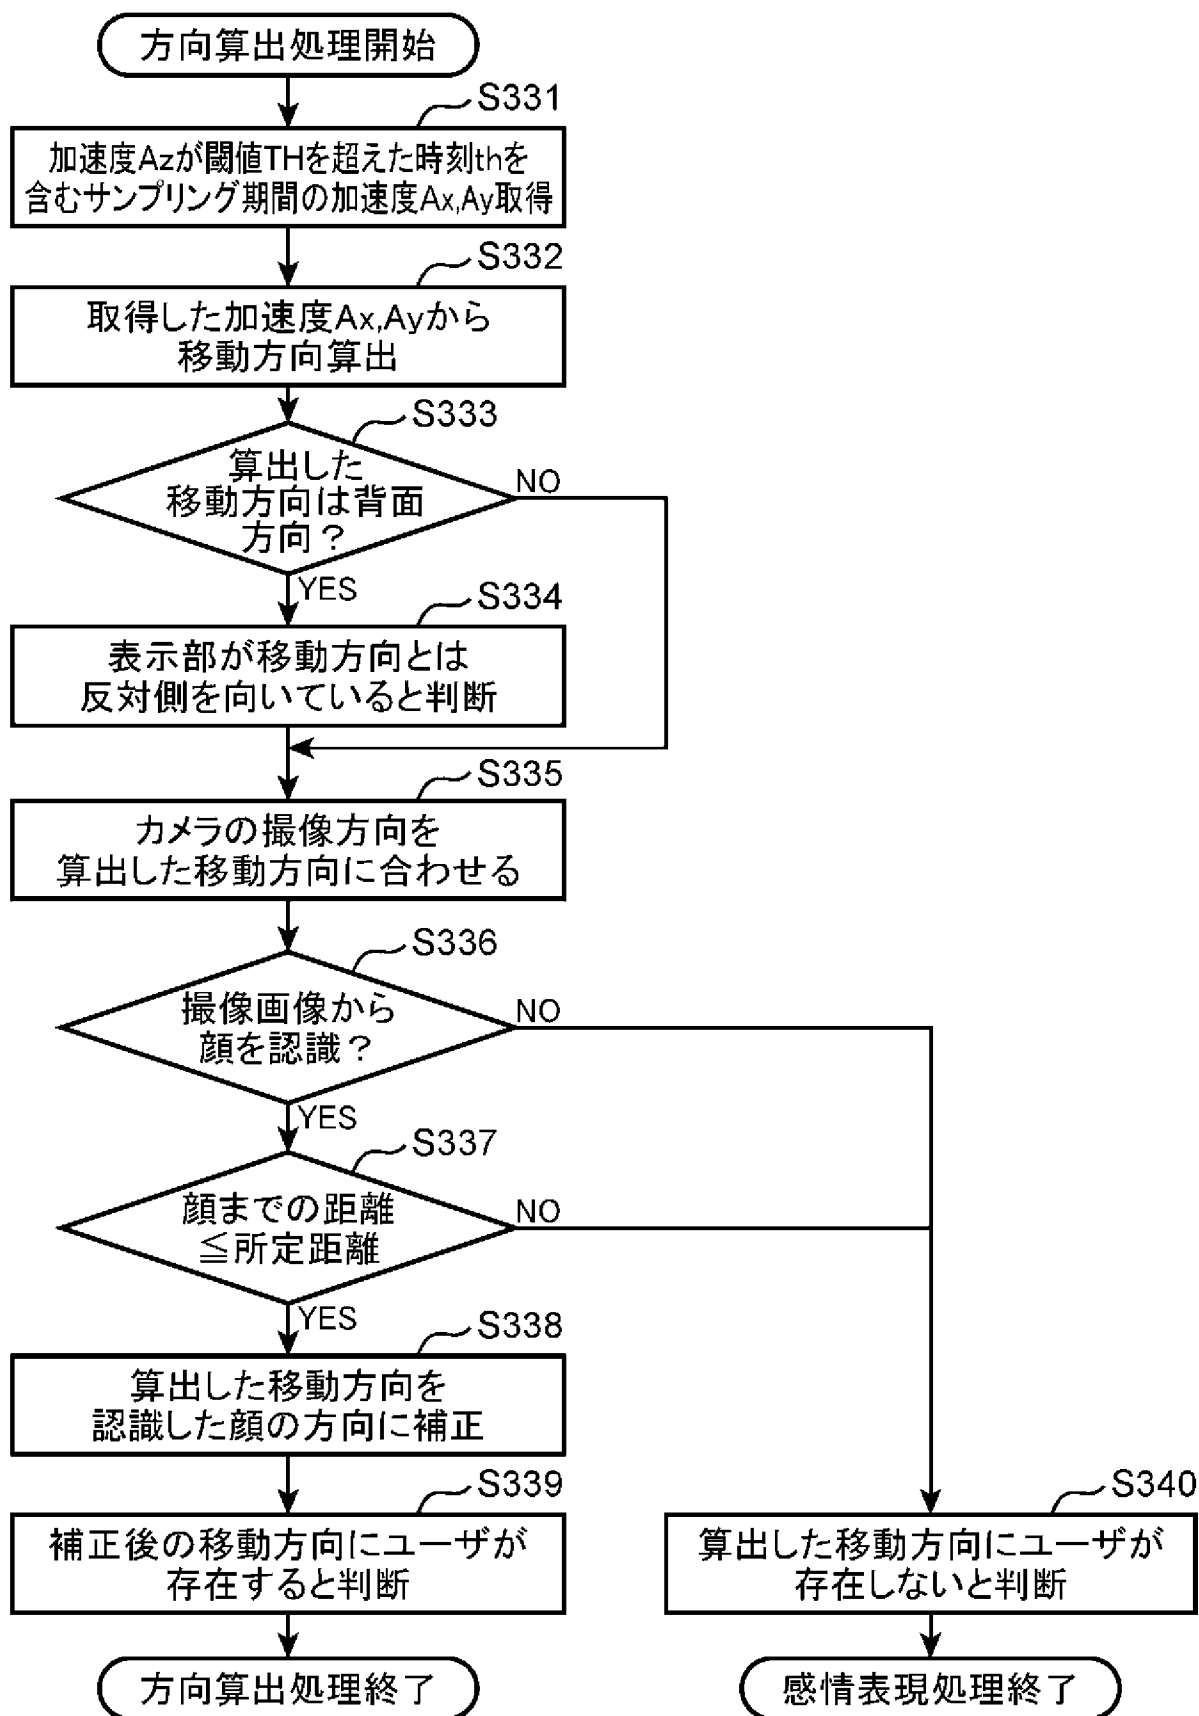 方向算出処理開始
S331
加速度Azが閾値THを超えた時刻thを
含むサンプリング期間の加速度Ax,Ay取得
S332
取得した加速度Ax,Ayから
移動方向算出
S333
算出した
移動方向は背面
方向？
NO
YES
S334
表示部が移動方向とは
反対側を向いていると判断
S335
カメラの撮像方向を
算出した移動方向に合わせる
S336
撮像画像から
顔を認識？
NO
YES
S337
顔までの距離
≦所定距離
NO
YES
S338
算出した移動方向を
認識した顔の方向に補正
S339
補正後の移動方向にユーザが
存在すると判断
S340
算出した移動方向にユーザが
存在しないと判断
方向算出処理終了
感情表現処理終了